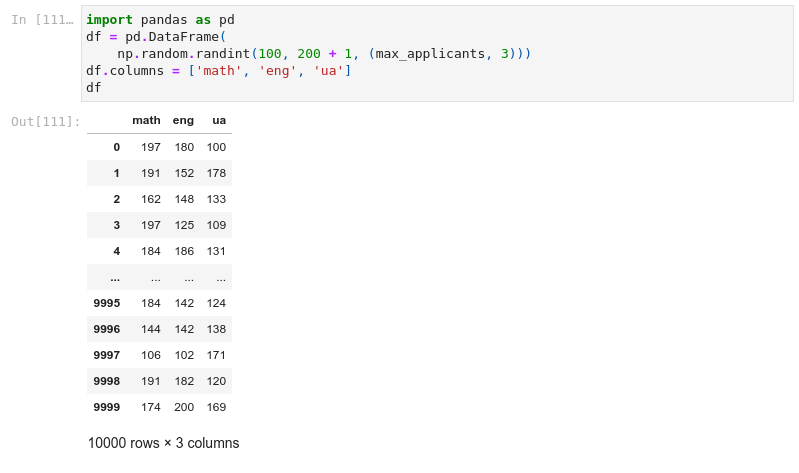 In [111…
import pandas as pd
df = pd.DataFrame(
    np.random.randint(100, 200 + 1, (max_applicants, 3)))
df.columns = ['math', 'eng', 'ua']
df
Out[111]:
math eng ua
0 197 180 100
1 191 152 178
2 162 148 133
3 197 125 109
4 184 186 131
... ... ... ...
9995 184 142 124
9996 144 142 138
9997 106 102 171
9998 191 182 120
9999 174 200 169
10000 rows × 3 columns